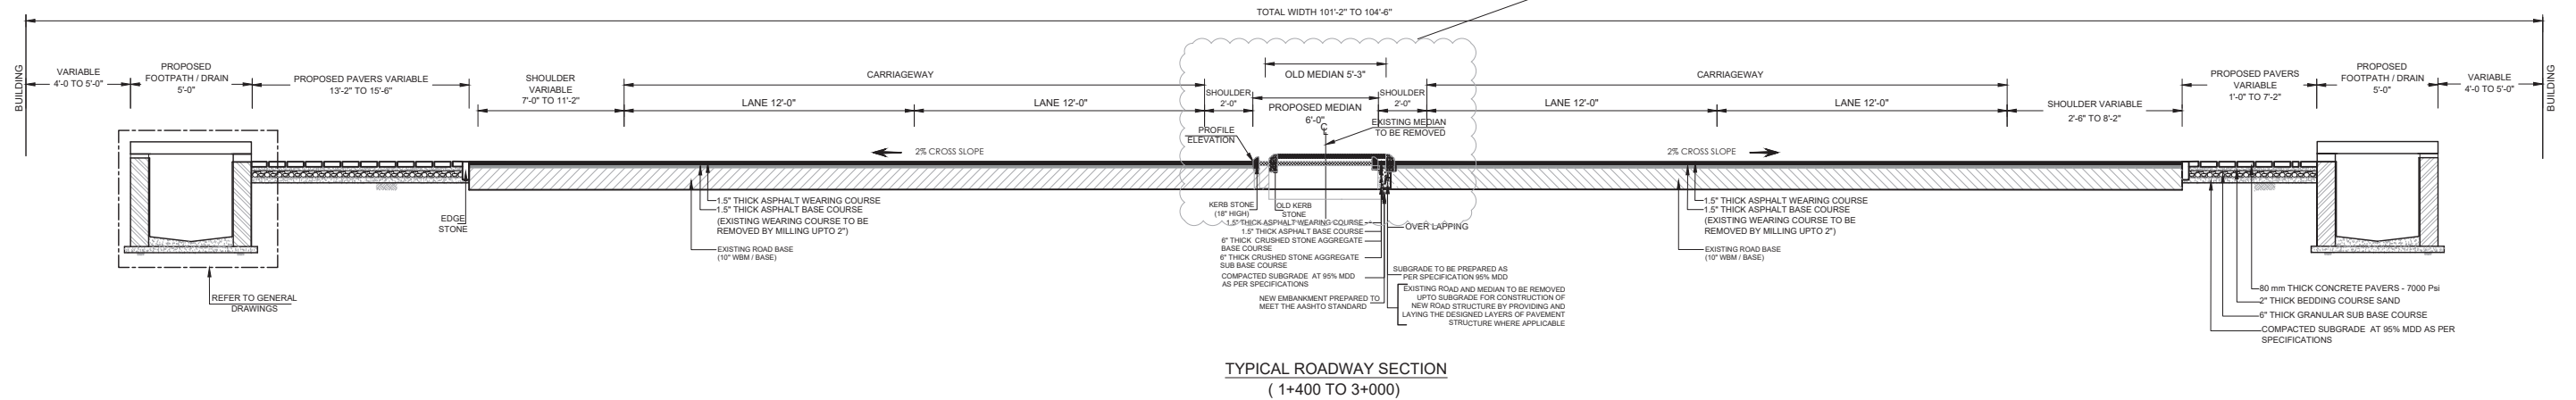 TOTAL WIDTH 101'-2" TO 104'-6"
BUILDING
VARIABLE
4'-0 TO 5'-0"
PROPOSED
FOOTPATH / DRAIN
5'-0"
PROPOSED PAVERS VARIABLE
13'-2" TO 15'-6"
SHOULDER
VARIABLE
7'-0" TO 11'-2"
CARRIAGEWAY
LANE 12'-0"
LANE 12'-0"
SHOULDER
2'-0"
OLD MEDIAN 5'-3"
PROPOSED MEDIAN
6'-0"
SHOULDER
2'-0"
CARRIAGEWAY
LANE 12'-0"
LANE 12'-0"
SHOULDER VARIABLE
2'-6" TO 8'-2"
PROPOSED PAVERS
VARIABLE
1'-0" TO 7'-2"
PROPOSED
FOOTPATH / DRAIN
5'-0"
VARIABLE
4'-0 TO 5'-0"
BUILDING
PROFILE
ELEVATION
EXISTING MEDIAN
TO BE REMOVED
2% CROSS SLOPE
2% CROSS SLOPE
EDGE
STONE
REFER TO GENERAL
DRAWINGS
1.5" THICK ASPHALT WEARING COURSE
1.5" THICK ASPHALT BASE COURSE
(EXISTING WEARING COURSE TO BE
REMOVED BY MILLING UPTO 2")
EXISTING ROAD BASE
(10" WBM / BASE)
KERB STONE
(18" HIGH)
OLD KERB
STONE
1.5" THICK ASPHALT WEARING COURSE
1.5" THICK ASPHALT BASE COURSE
6" THICK CRUSHED STONE AGGREGATE
BASE COURSE
6" THICK CRUSHED STONE AGGREGATE
SUB BASE COURSE
COMPACTED SUBGRADE AT 95% MDD
AS PER SPECIFICATIONS
NEW EMBANKMENT PREPARED TO
MEET THE AASHTO STANDARD
OVER LAPPING
SUBGRADE TO BE PREPARED AS
PER SPECIFICATION 95% MDD
EXISTING ROAD AND MEDIAN TO BE REMOVED
UPTO SUBGRADE FOR CONSTRUCTION OF
NEW ROAD STRUCTURE BY PROVIDING AND
LAYING THE DESIGNED LAYERS OF PAVEMENT
STRUCTURE WHERE APPLICABLE
1.5" THICK ASPHALT WEARING COURSE
1.5" THICK ASPHALT BASE COURSE
(EXISTING WEARING COURSE TO BE
REMOVED BY MILLING UPTO 2")
EXISTING ROAD BASE
(10" WBM / BASE)
80 mm THICK CONCRETE PAVERS - 7000 Psi
2" THICK BEDDING COURSE SAND
6" THICK GRANULAR SUB BASE COURSE
COMPACTED SUBGRADE AT 95% MDD AS PER
SPECIFICATIONS
TYPICAL ROADWAY SECTION
( 1+400 TO 3+000)